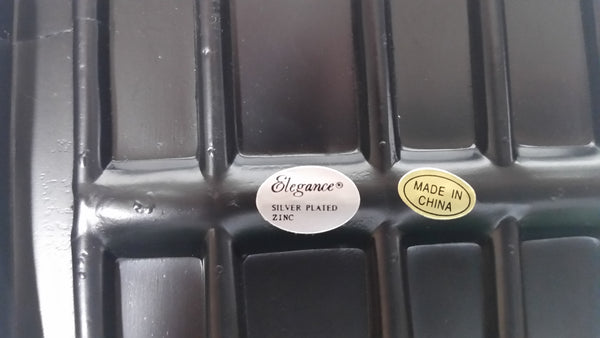 Elegance®
SILVER PLATED
ZINC
MADE IN
CHINA